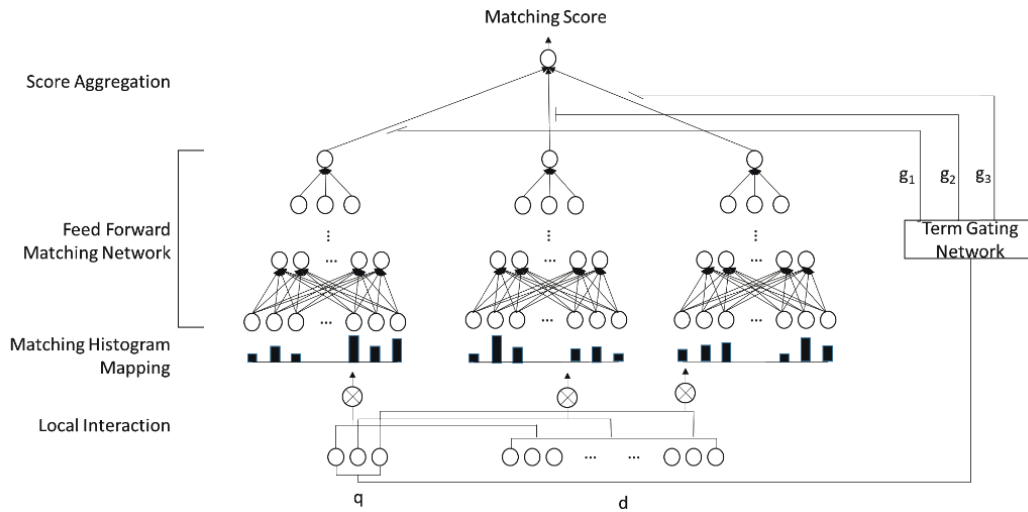 Matching Score
Score Aggregation
g₁
g₂
g₃
Feed Forward
Matching Network
Term Gating
Network
...
...
...
...
...
...
Matching Histogram
Mapping
Local Interaction
... ...
q
d